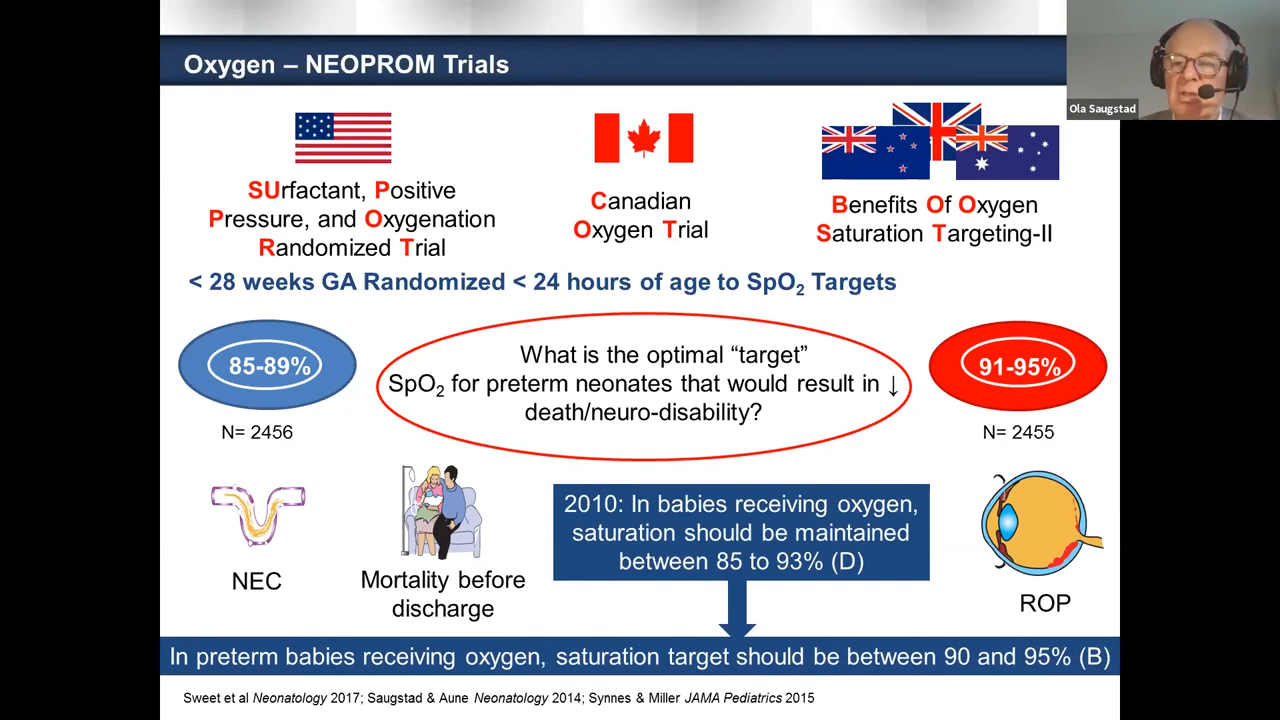 Oxygen – NEOPROM Trials
Ola Saugstad
SUrfactant, Positive
Pressure, and Oxygenation
Randomized Trial
Canadian
Oxygen Trial
Benefits Of Oxygen
Saturation Targeting-II
< 28 weeks GA Randomized < 24 hours of age to SpO₂ Targets
85-89%
N= 2456
What is the optimal “target”
SpO₂ for preterm neonates that would result in ↓
death/neuro-disability?
91-95%
N= 2455
NEC
Mortality before
discharge
2010: In babies receiving oxygen,
saturation should be maintained
between 85 to 93% (D)
ROP
In preterm babies receiving oxygen, saturation target should be between 90 and 95% (B)
Sweet et al Neonatology 2017; Saugstad & Aune Neonatology 2014; Synnes & Miller JAMA Pediatrics 2015